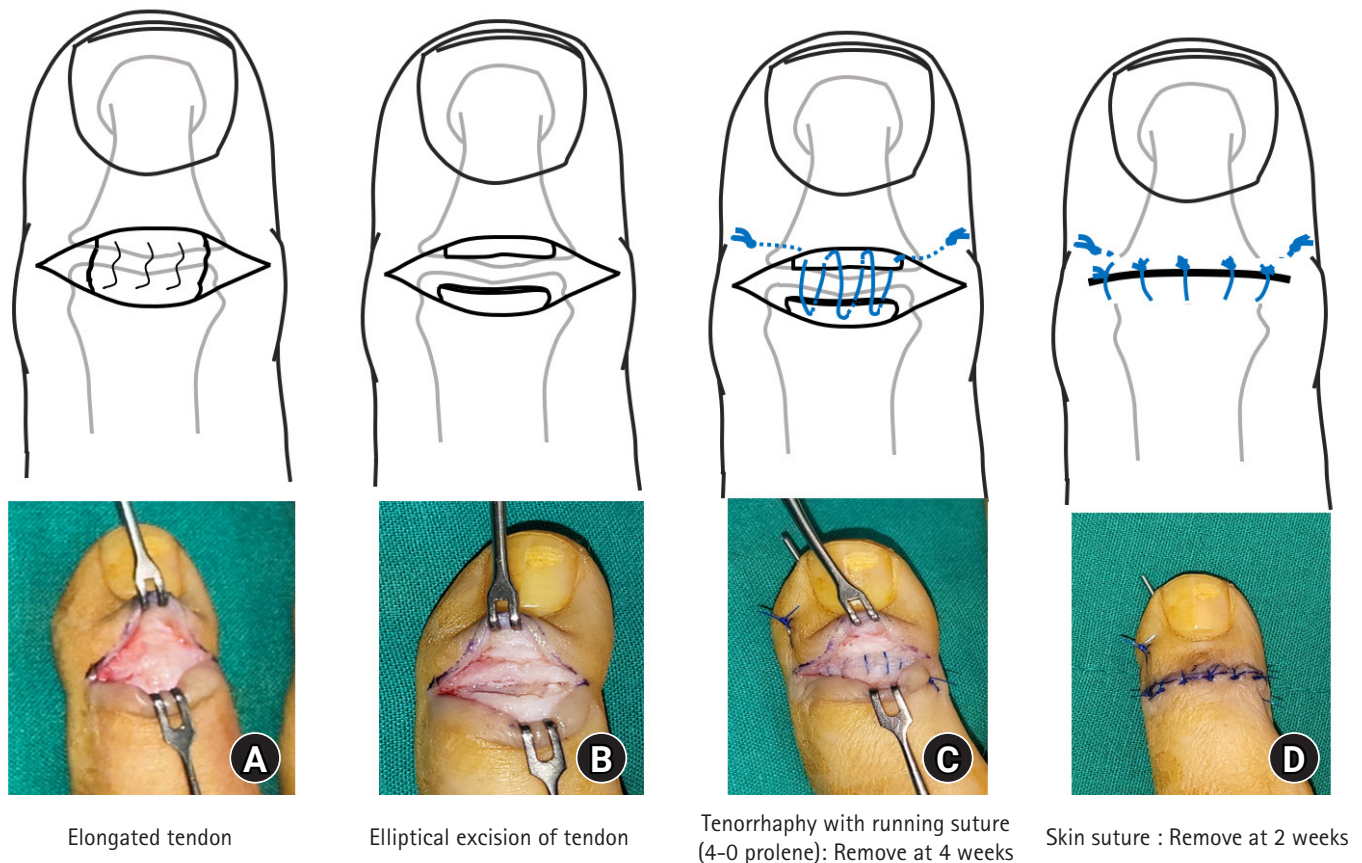 A
B
C
D
Elongated tendon
Elliptical excision of tendon
Tenorrhaphy with running suture
(4-0 prolene): Remove at 4 weeks
Skin suture : Remove at 2 weeks